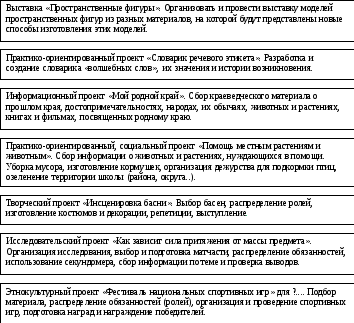 Выставка «Пространственные фигуры». Организовать и провести выставку моделей
пространственных фигур из разных материалов, на которой будут представлены новые
способы изготовления этих моделей.
Практико-ориентированный проект «Словарик речевого этикета». Разработка и
создание словарика «волшебных слов», их значения и истории возникновения.
Информационный проект «Мой родной край». Сбор краеведческого материала о
прошлом края, достопримечательностях, народах, их обычаях, животных и растениях,
книгах и фильмах, посвященных родному краю.
Практико-ориентированный, социальный проект «Помощь местным растениям и
животным». Сбор информации о животных и растениях, нуждающихся в помощи.
Уборка мусора, изготовление кормушек, организация дежурства для подкормки птиц,
озеленение территории школы (района, округа..).
Творческий проект «Инсценировка басни». Выбор басен, распределение ролей,
изготовление костюмов и декорации, репетиции, выступление.
Исследовательский проект «Как зависит сила притяжения от массы предмета».
Организация исследования, выбор и подготовка матчасти, распределение обязанностей,
использование секундомера, сбор информации по теме и проверка выводов.
Этнокультурный проект «Фестиваль национальных спортивных игр» для ?… Подбор
материала, распределение обязанностей (ролей), организация и проведение спортивных
игр, подготовка наград и награждение победителей.